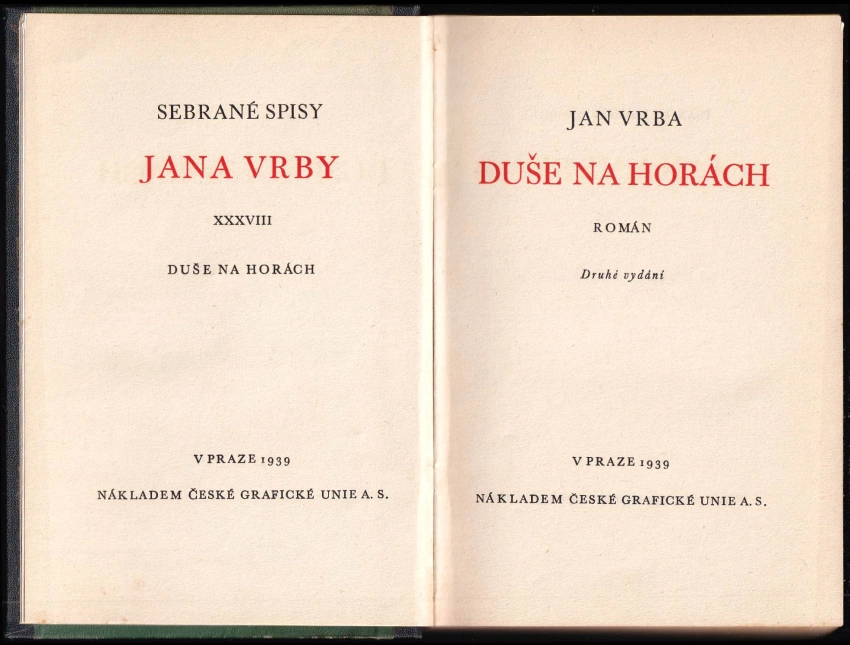 SEBRANÉ SPISY
JANA VRBY
XXXVIII
DUŠE NA HORÁCH
V PRAZE 1939
NÁKLADEM ČESKÉ GRAFICKÉ UNIE A. S.
JAN VRBA
DUŠE NA HORÁCH
ROMÁN
Druhé vydání
V PRAZE 1939
NÁKLADEM ČESKÉ GRAFICKÉ UNIE A. S.